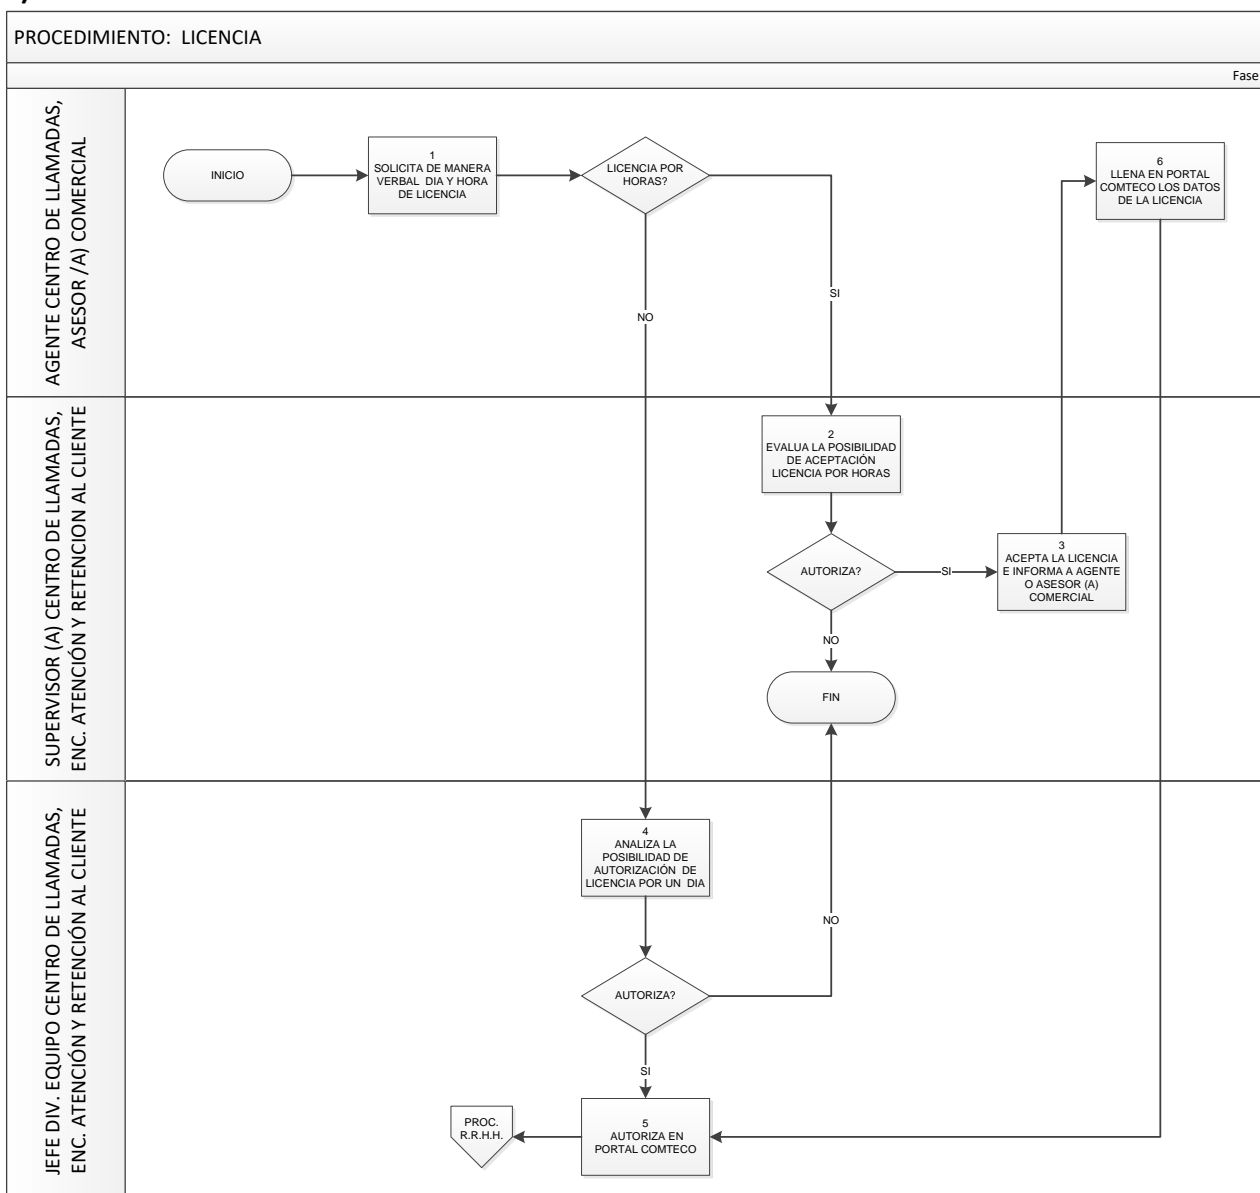 PROCEDIMIENTO: LICENCIA
Fase
AGENTE CENTRO DE LLAMADAS,
ASESOR /A) COMERCIAL
INICIO
1
SOLICITA DE MANERA
VERBAL DIA Y HORA
DE LICENCIA
LICENCIA POR
HORAS?
SI
NO
6
LLENA EN PORTAL
COMTECO LOS DATOS
DE LA LICENCIA
SUPERVISOR (A) CENTRO DE LLAMADAS,
ENC. ATENCIÓN Y RETENCION AL CLIENTE
2
EVALUA LA POSIBILIDAD
DE ACEPTACIÓN
LICENCIA POR HORAS
AUTORIZA?
SI
3
ACEPTA LA LICENCIA
E INFORMA A AGENTE
O ASESOR (A)
COMERCIAL
NO
FIN
JEFE DIV. EQUIPO CENTRO DE LLAMADAS,
ENC. ATENCIÓN Y RETENCIÓN AL CLIENTE
4
ANALIZA LA
POSIBILIDAD DE
AUTORIZACIÓN DE
LICENCIA POR UN DIA
NO
AUTORIZA?
SI
5
AUTORIZA EN
PORTAL COMTECO
PROC.
R.R.H.H.